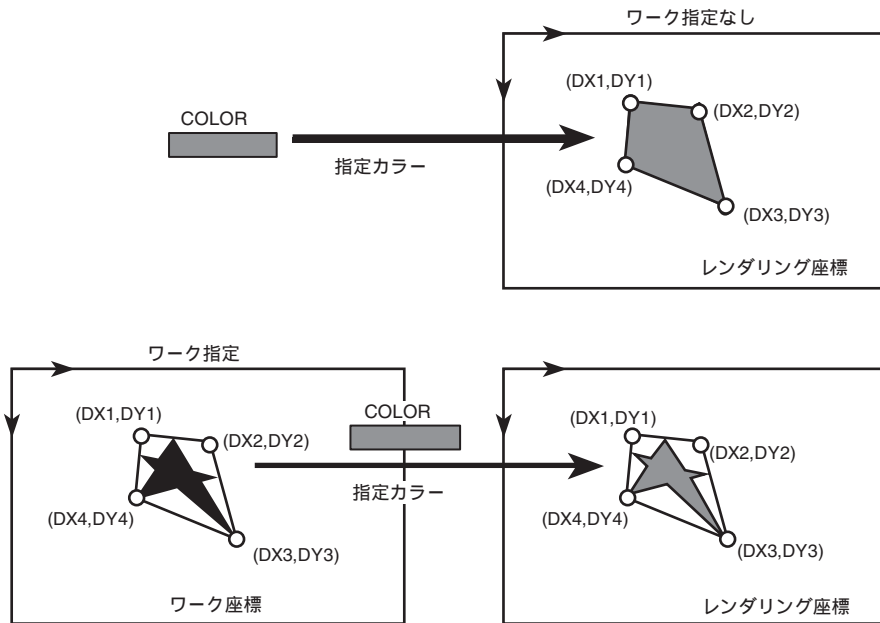 ワーク指定なし
(DX1,DY1)
(DX2,DY2)
COLOR
指定カラー
(DX4,DY4)
(DX3,DY3)
レンダリング座標
ワーク指定
(DX1,DY1)
(DX2,DY2)
COLOR
指定カラー
(DX4,DY4)
(DX3,DY3)
ワーク座標
(DX1,DY1)
(DX2,DY2)
(DX4,DY4)
(DX3,DY3)
レンダリング座標